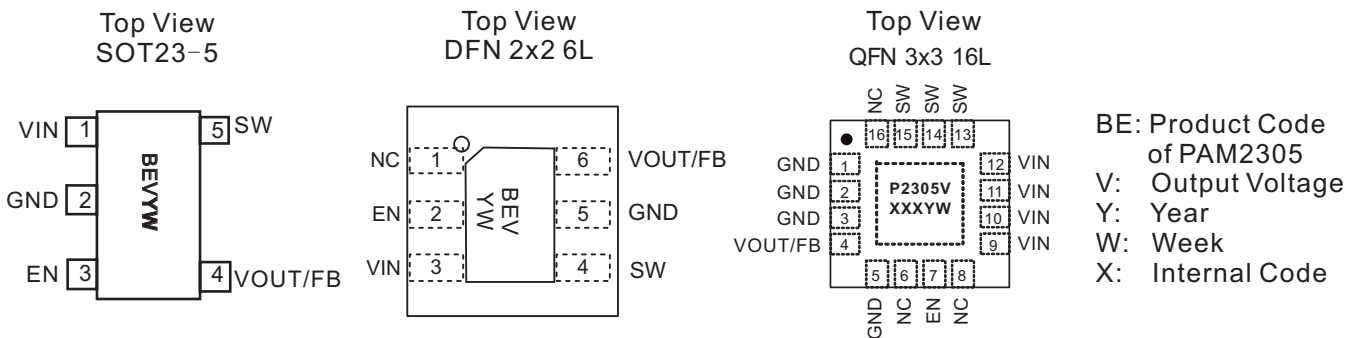 Top View
SOT23-5
VIN 1
5 SW
GND 2
EN 3
4 VOUT/FB
BEVYW
Top View
DFN 2x2 6L
NC 1
6 VOUT/FB
EN 2
5 GND
VIN 3
4 SW
BEV
YW
Top View
QFN 3x3 16L
NC SW SW SW
16 15 14 13
GND 1
12 VIN
GND 2
11 VIN
GND 3
10 VIN
VOUT/FB 4
9 VIN
P2305V
XXXYW
5 6 7 8
GND NC EN NC
BE: Product Code
of PAM2305
V: Output Voltage
Y: Year
W: Week
X: Internal Code